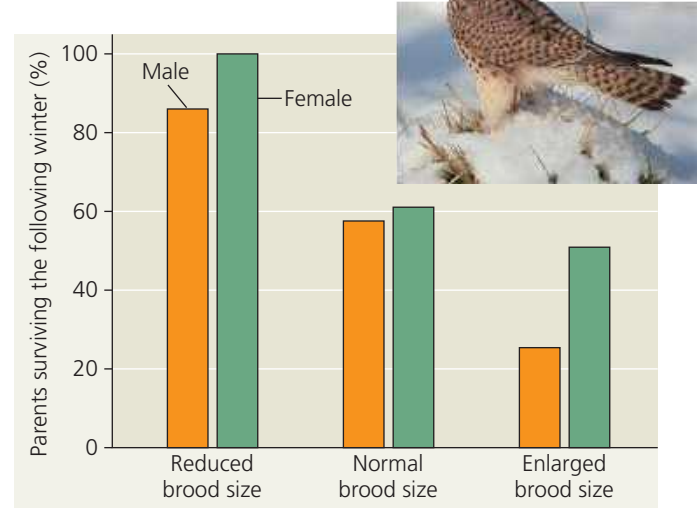 Parents surviving the following winter (%)
100
80
60
40
20
0
Male
Female
Reduced
brood size
Normal
brood size
Enlarged
brood size